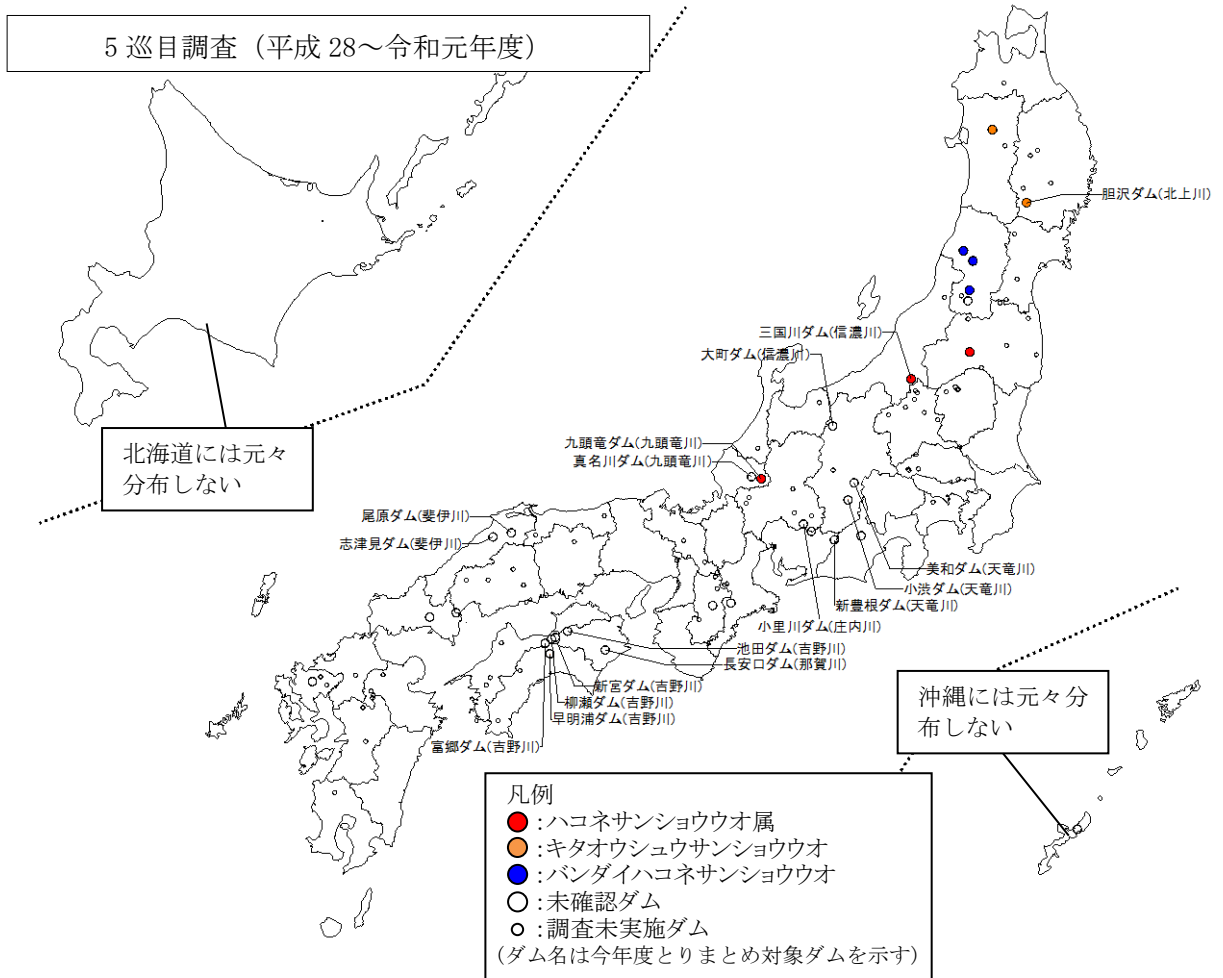 5 巡目調査（平成 28～令和元年度）
胆沢ダム(北上川)
三国川ダム(信濃川)
大町ダム(信濃川)
九頭竜ダム(九頭竜川)
真名川ダム(九頭竜川)
北海道には元々
分布しない
尾原ダム(斐伊川)
志津見ダム(斐伊川)
美和ダム(天竜川)
小渋ダム(天竜川)
新豊根ダム(天竜川)
小里川ダム(庄内川)
池田ダム(吉野川)
長安口ダム(那賀川)
新宮ダム(吉野川)
柳瀬ダム(吉野川)
早明浦ダム(吉野川)
富郷ダム(吉野川)
沖縄には元々分
布しない
凡例
：ハコネサンショウウオ属
：キタオウシュウサンショウウオ
：バンダイハコネサンショウウオ
：未確認ダム
：調査未実施ダム
(ダム名は今年度とりまとめ対象ダムを示す)